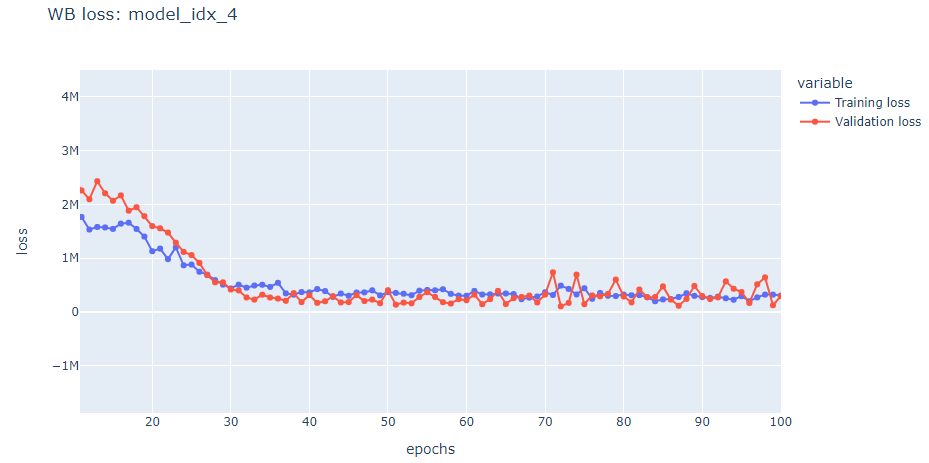 WB loss: model_idx_4
variable
Training loss
Validation loss
4M
3M
2M
1M
0
−1M
loss
20 30 40 50 60 70 80 90 100
epochs